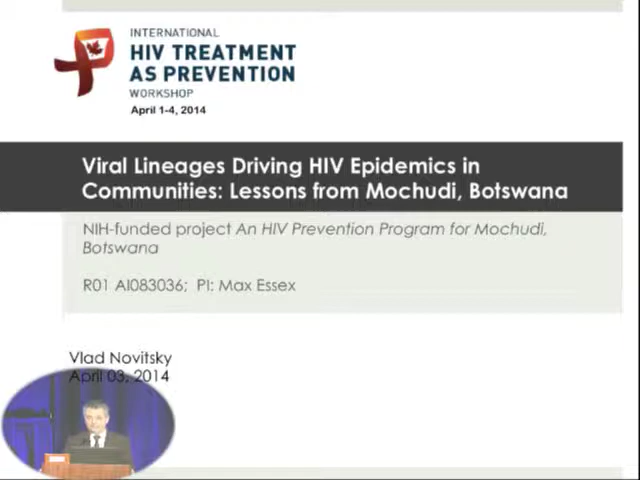 INTERNATIONAL
HIV TREATMENT
AS PREVENTION
WORKSHOP
April 1-4, 2014
Viral Lineages Driving HIV Epidemics in
Communities: Lessons from Mochudi, Botswana
NIH-funded project An HIV Prevention Program for Mochudi,
Botswana
R01 AI083036; PI: Max Essex
Vlad Novitsky
April 03, 2014